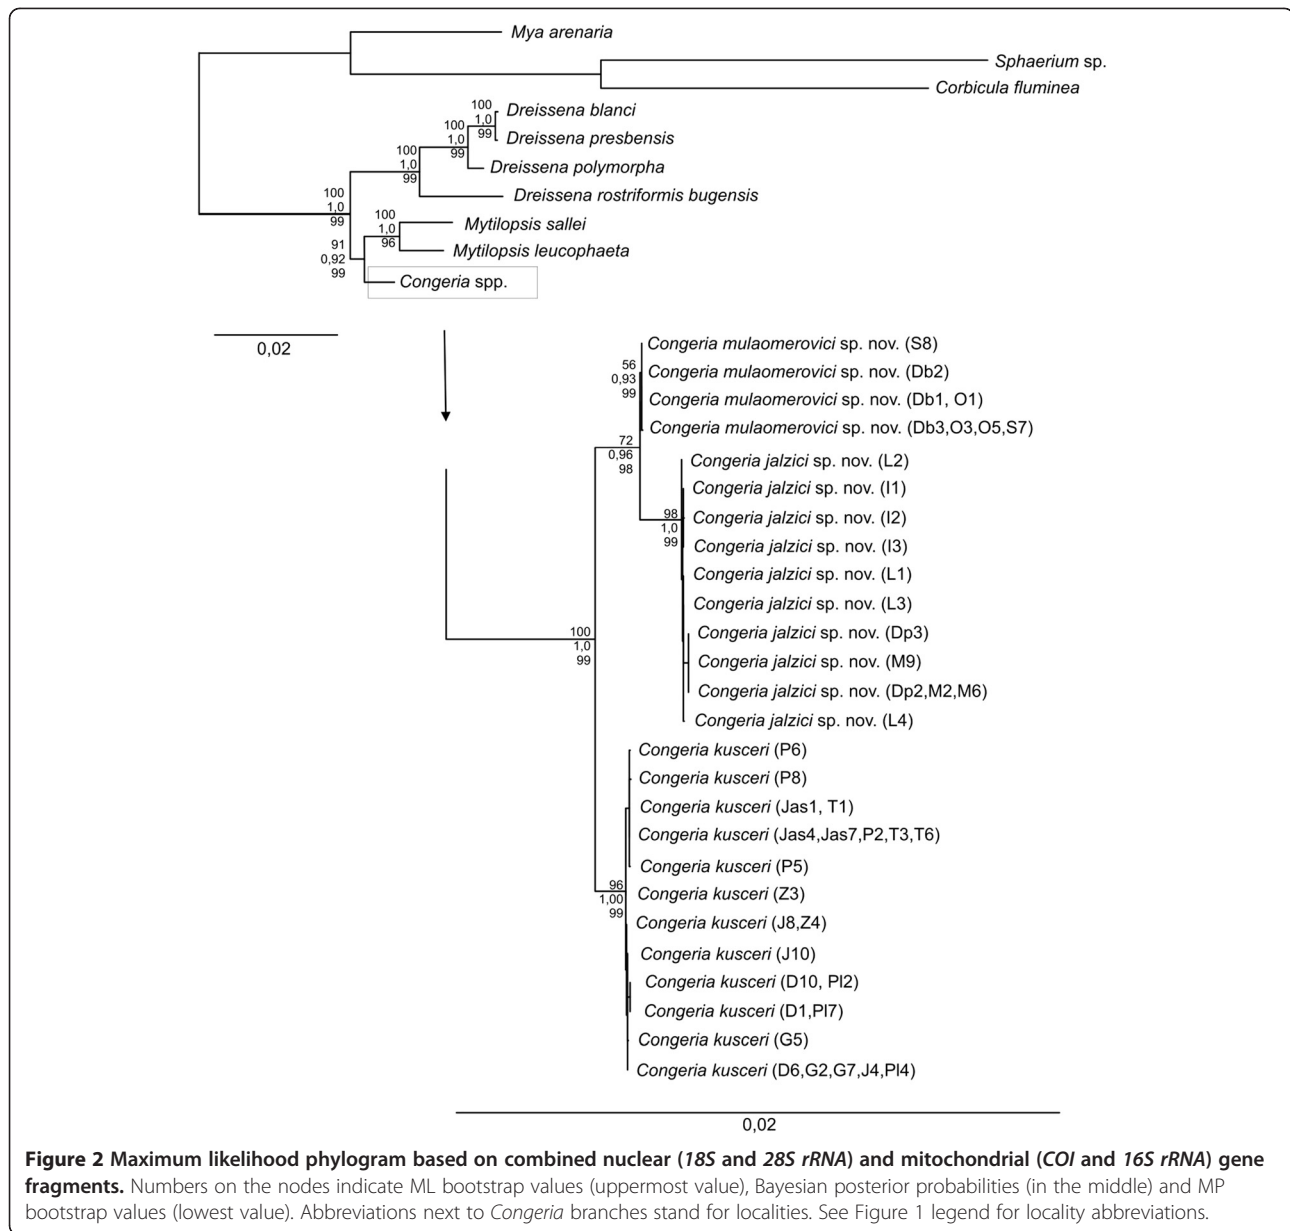 Mya arenaria
Sphaerium sp.
Corbicula fluminea
100
1,0
99
Dreissena blanci
Dreissena presbensis
100
1,0
99
Dreissena polymorpha
100
1,0
99
Dreissena rostriformis bugensis
100
1,0
99
100
1,0
96
Mytilopsis sallei
Mytilopsis leucophaeta
91
0,92
99
Congeria spp.
0,02
Congeria mulaomerovici sp. nov. (S8)
56
0,93
99
Congeria mulaomerovici sp. nov. (Db2)
Congeria mulaomerovici sp. nov. (Db1, O1)
Congeria mulaomerovici sp. nov. (Db3,O3,O5,S7)
72
0,96
98
Congeria jalzici sp. nov. (L2)
Congeria jalzici sp. nov. (I1)
98
1,0
99
Congeria jalzici sp. nov. (I2)
Congeria jalzici sp. nov. (I3)
Congeria jalzici sp. nov. (L1)
Congeria jalzici sp. nov. (L3)
100
1,0
99
Congeria jalzici sp. nov. (Dp3)
Congeria jalzici sp. nov. (M9)
Congeria jalzici sp. nov. (Dp2,M2,M6)
Congeria jalzici sp. nov. (L4)
Congeria kusceri (P6)
Congeria kusceri (P8)
Congeria kusceri (Jas1, T1)
Congeria kusceri (Jas4,Jas7,P2,T3,T6)
Congeria kusceri (P5)
96
1,00
99
Congeria kusceri (Z3)
Congeria kusceri (J8,Z4)
Congeria kusceri (J10)
Congeria kusceri (D10, Pl2)
Congeria kusceri (D1,Pl7)
Congeria kusceri (G5)
Congeria kusceri (D6,G2,G7,J4,Pl4)
0,02
Figure 2 Maximum likelihood phylogram based on combined nuclear (18S and 28S rRNA) and mitochondrial (COI and 16S rRNA) gene
fragments. Numbers on the nodes indicate ML bootstrap values (uppermost value), Bayesian posterior probabilities (in the middle) and MP
bootstrap values (lowest value). Abbreviations next to Congeria branches stand for localities. See Figure 1 legend for locality abbreviations.